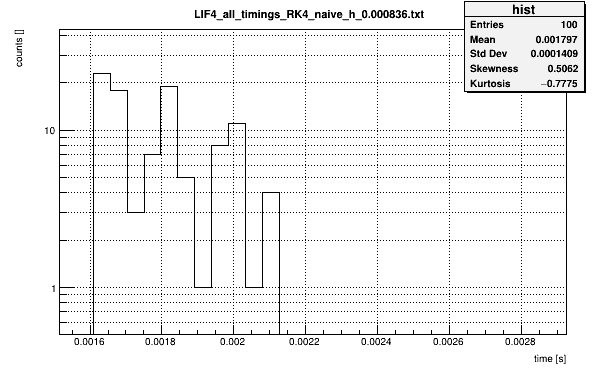 LIF4_all_timings_RK4_naive_h_0.000836.txt
hist
Entries 100
Mean 0.001797
Std Dev 0.0001409
Skewness 0.5062
Kurtosis −0.7775
counts []
10
1
0.0016 0.0018 0.002 0.0022 0.0024 0.0026 0.0028
time [s]